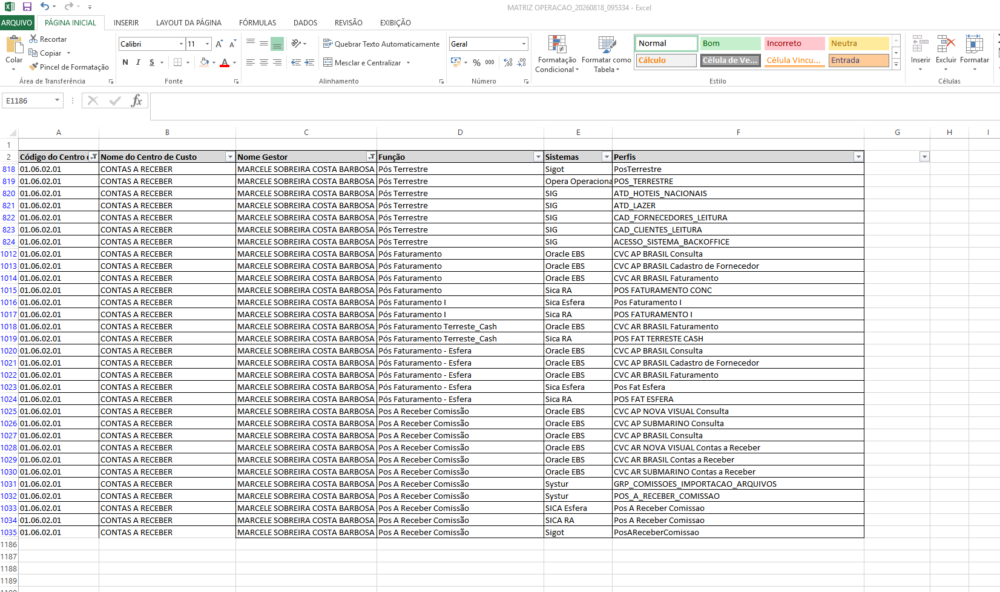 MATRIZ OPERACAO_20260818_095334 - Excel
ARQUIVO PÁGINA INICIAL INSERIR LAYOUT DA PÁGINA FÓRMULAS DADOS REVISÃO EXIBIÇÃO
Colar
Recortar
Copiar
Pincel de Formatação
Área de Transferência
Calibri 11
N I S
Fonte
Quebrar Texto Automaticamente
Mesclar e Centralizar
Alinhamento
Geral
% 000
Número
Formatação Condicional
Formatar como Tabela
Normal Bom Incorreto Neutra
Cálculo Célula de Ve... Célula Vincu... Entrada
Estilo
Inserir Excluir Formatar
Células
E1186
A B C D E F G H I
1
2 Código do Centro Nome do Centro de Custo Nome Gestor Função Sistemas Perfis
818 01.06.02.01 CONTAS A RECEBER MARCELE SOBREIRA COSTA BARBOSA Pós Terrestre Sigot PosTerrestre
819 01.06.02.01 CONTAS A RECEBER MARCELE SOBREIRA COSTA BARBOSA Pós Terrestre Opera Operaciona POS_TERRESTRE
820 01.06.02.01 CONTAS A RECEBER MARCELE SOBREIRA COSTA BARBOSA Pós Terrestre SIG ATD_HOTEIS_NACIONAIS
821 01.06.02.01 CONTAS A RECEBER MARCELE SOBREIRA COSTA BARBOSA Pós Terrestre SIG ATD_LAZER
822 01.06.02.01 CONTAS A RECEBER MARCELE SOBREIRA COSTA BARBOSA Pós Terrestre SIG CAD_FORNECEDORES_LEITURA
823 01.06.02.01 CONTAS A RECEBER MARCELE SOBREIRA COSTA BARBOSA Pós Terrestre SIG CAD_CLIENTES_LEITURA
824 01.06.02.01 CONTAS A RECEBER MARCELE SOBREIRA COSTA BARBOSA Pós Terrestre SIG ACESSO_SISTEMA_BACKOFFICE
1012 01.06.02.01 CONTAS A RECEBER MARCELE SOBREIRA COSTA BARBOSA Pós Faturamento Oracle EBS CVC AP BRASIL Consulta
1013 01.06.02.01 CONTAS A RECEBER MARCELE SOBREIRA COSTA BARBOSA Pós Faturamento Oracle EBS CVC AP BRASIL Cadastro de Fornecedor
1014 01.06.02.01 CONTAS A RECEBER MARCELE SOBREIRA COSTA BARBOSA Pós Faturamento Oracle EBS CVC AR BRASIL Faturamento
1015 01.06.02.01 CONTAS A RECEBER MARCELE SOBREIRA COSTA BARBOSA Pós Faturamento Sica RA POS FATURAMENTO CONC
1016 01.06.02.01 CONTAS A RECEBER MARCELE SOBREIRA COSTA BARBOSA Pós Faturamento I Sica Esfera Pos Faturamento I
1017 01.06.02.01 CONTAS A RECEBER MARCELE SOBREIRA COSTA BARBOSA Pós Faturamento I Sica RA POS FATURAMENTO I
1018 01.06.02.01 CONTAS A RECEBER MARCELE SOBREIRA COSTA BARBOSA Pós Faturamento Terreste_Cash Oracle EBS CVC AR BRASIL Faturamento
1019 01.06.02.01 CONTAS A RECEBER MARCELE SOBREIRA COSTA BARBOSA Pós Faturamento Terreste_Cash Sica RA POS FAT TERRESTE CASH
1020 01.06.02.01 CONTAS A RECEBER MARCELE SOBREIRA COSTA BARBOSA Pós Faturamento - Esfera Oracle EBS CVC AP BRASIL Consulta
1021 01.06.02.01 CONTAS A RECEBER MARCELE SOBREIRA COSTA BARBOSA Pós Faturamento - Esfera Oracle EBS CVC AP BRASIL Cadastro de Fornecedor
1022 01.06.02.01 CONTAS A RECEBER MARCELE SOBREIRA COSTA BARBOSA Pós Faturamento - Esfera Oracle EBS CVC AR BRASIL Faturamento
1023 01.06.02.01 CONTAS A RECEBER MARCELE SOBREIRA COSTA BARBOSA Pós Faturamento - Esfera Sica Esfera Pos Fat Esfera
1024 01.06.02.01 CONTAS A RECEBER MARCELE SOBREIRA COSTA BARBOSA Pós Faturamento - Esfera Sica RA POS FAT ESFERA
1025 01.06.02.01 CONTAS A RECEBER MARCELE SOBREIRA COSTA BARBOSA Pos A Receber Comissão Oracle EBS CVC AP NOVA VISUAL Consulta
1026 01.06.02.01 CONTAS A RECEBER MARCELE SOBREIRA COSTA BARBOSA Pos A Receber Comissão Oracle EBS CVC AP SUBMARINO Consulta
1027 01.06.02.01 CONTAS A RECEBER MARCELE SOBREIRA COSTA BARBOSA Pos A Receber Comissão Oracle EBS CVC AP BRASIL Consulta
1028 01.06.02.01 CONTAS A RECEBER MARCELE SOBREIRA COSTA BARBOSA Pos A Receber Comissão Oracle EBS CVC AR NOVA VISUAL Contas a Receber
1029 01.06.02.01 CONTAS A RECEBER MARCELE SOBREIRA COSTA BARBOSA Pos A Receber Comissão Oracle EBS CVC AR BRASIL Contas a Receber
1030 01.06.02.01 CONTAS A RECEBER MARCELE SOBREIRA COSTA BARBOSA Pos A Receber Comissão Oracle EBS CVC AR SUBMARINO Contas a Receber
1031 01.06.02.01 CONTAS A RECEBER MARCELE SOBREIRA COSTA BARBOSA Pos A Receber Comissão Systur GRP_COMISSOES_IMPORTACAO_ARQUIVOS
1032 01.06.02.01 CONTAS A RECEBER MARCELE SOBREIRA COSTA BARBOSA Pos A Receber Comissão Systur POS_A_RECEBER_COMISSAO
1033 01.06.02.01 CONTAS A RECEBER MARCELE SOBREIRA COSTA BARBOSA Pos A Receber Comissão SICA Esfera Pos A Receber Comissao
1034 01.06.02.01 CONTAS A RECEBER MARCELE SOBREIRA COSTA BARBOSA Pos A Receber Comissão SICA RA Pos A Receber Comissao
1035 01.06.02.01 CONTAS A RECEBER MARCELE SOBREIRA COSTA BARBOSA Pos A Receber Comissão Sigot PosAReceberComissao
1186
1187
1188
1189